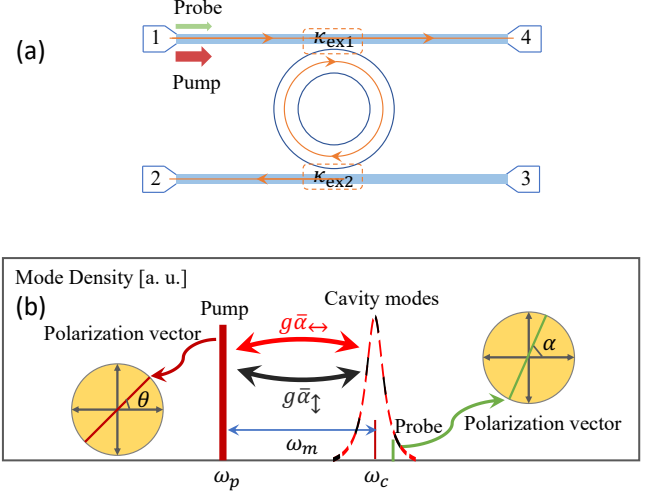 Probe
(a)
1
κex1
4
Pump
2
κex2
3
Mode Density [a. u.]
(b)
Pump
Cavity modes
Polarization vector
gᾱ↔
α
θ
gᾱ↕
Probe
Polarization vector
ωm
ωp
ωc